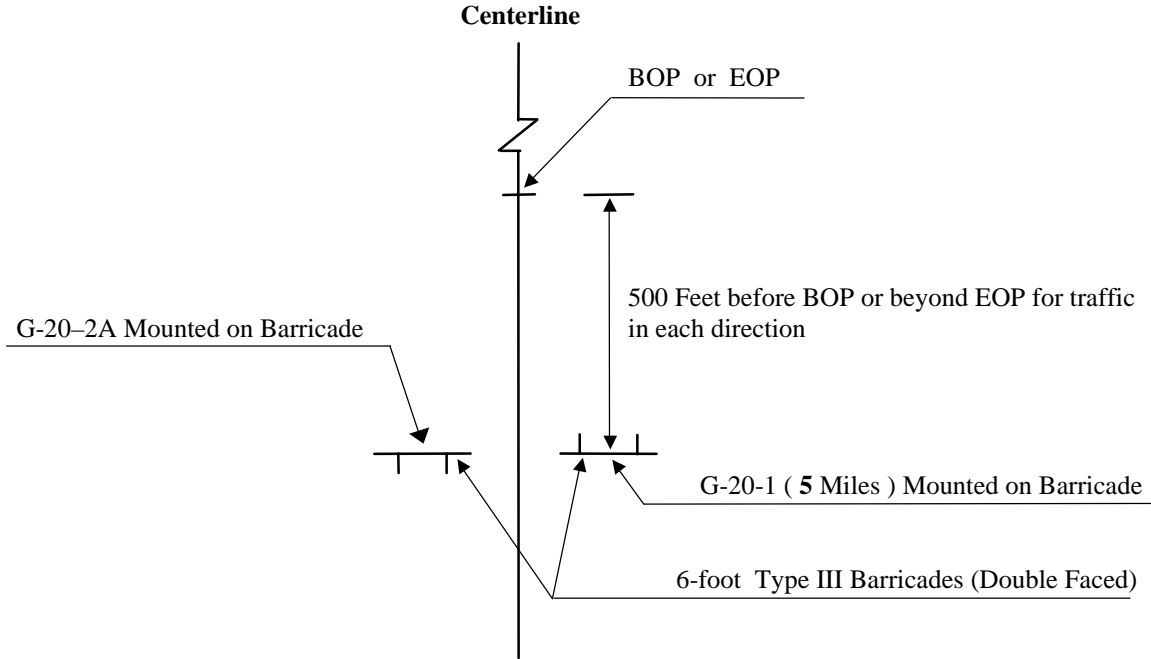 Centerline
BOP or EOP
500 Feet before BOP or beyond EOP for traffic
in each direction
G-20–2A Mounted on Barricade
G-20-1 ( 5 Miles ) Mounted on Barricade
6-foot Type III Barricades (Double Faced)